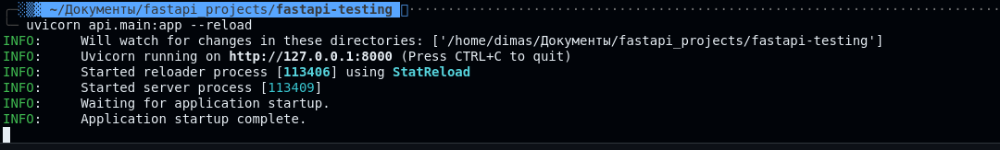 ~/Документы/fastapi_projects/fastapi-testing
uvicorn api.main:app --reload
INFO:     Will watch for changes in these directories: ['/home/dimas/Документы/fastapi_projects/fastapi-testing']
INFO:     Uvicorn running on http://127.0.0.1:8000 (Press CTRL+C to quit)
INFO:     Started reloader process [113406] using StatReload
INFO:     Started server process [113409]
INFO:     Waiting for application startup.
INFO:     Application startup complete.